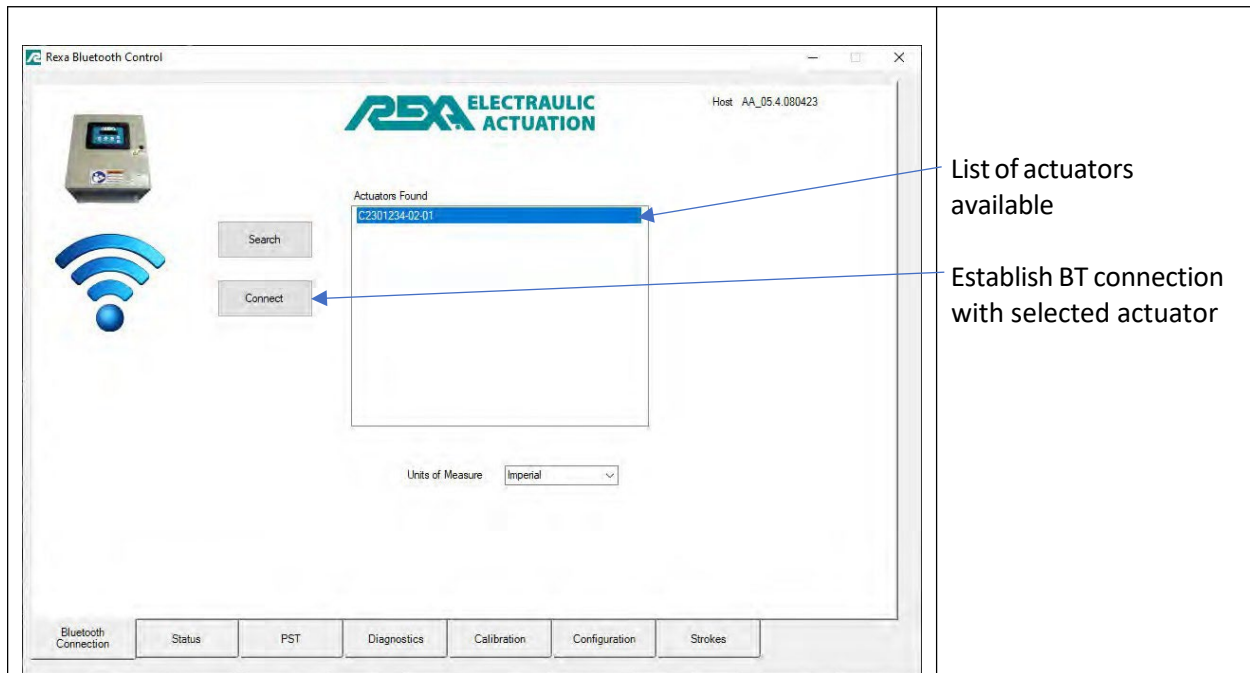 Rexa Bluetooth Control
REXA ELECTRAULIC
ACTUATION
Host AA_05.4.080423
Actuators Found
C2301234-02-01
Search
Connect
Units of Measure Imperial
Bluetooth
Connection
Status
PST
Diagnostics
Calibration
Configuration
Strokes
List of actuators
available
Establish BT connection
with selected actuator